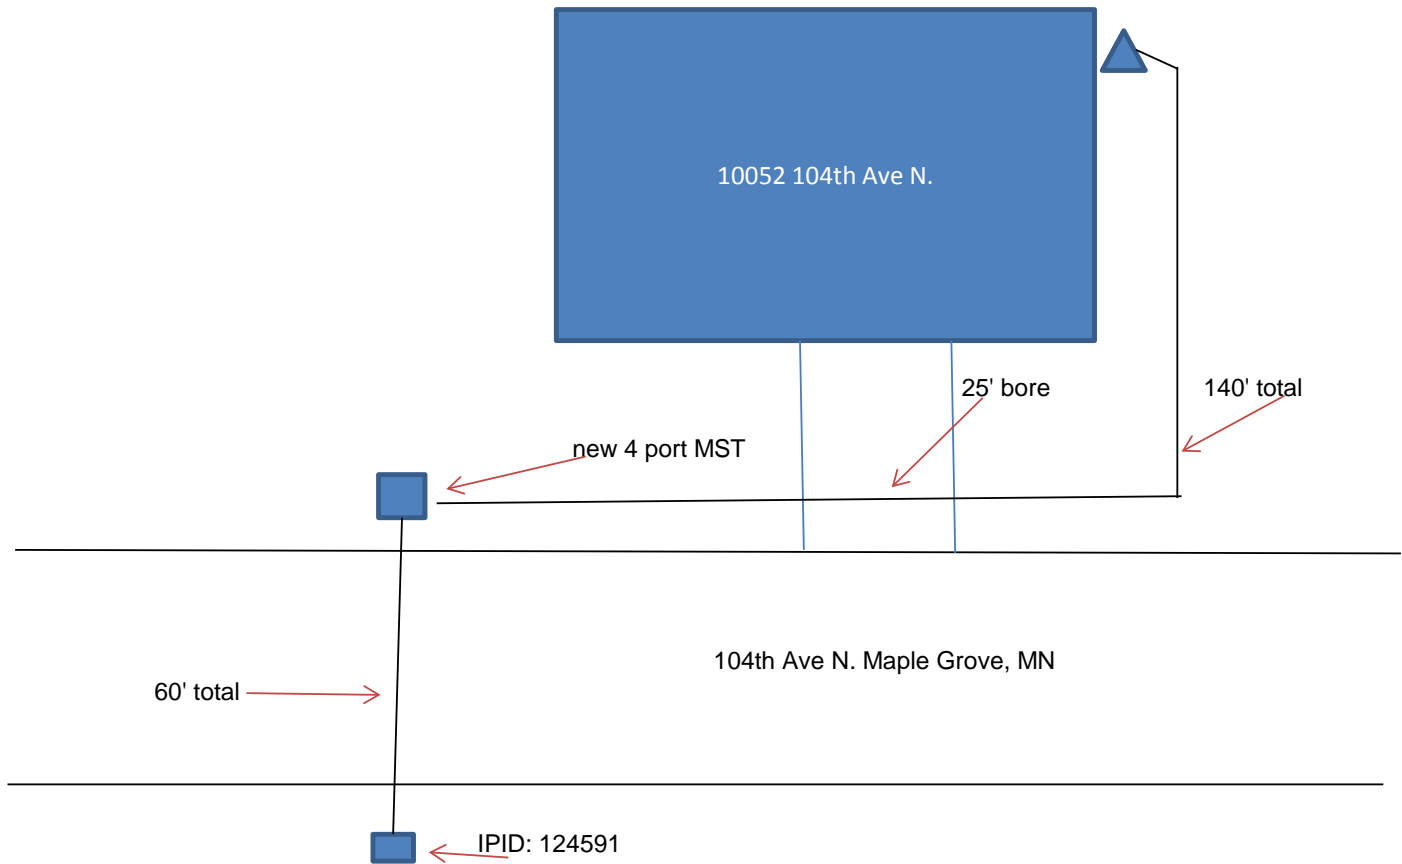 10052 104th Ave N.
25' bore
140' total
new 4 port MST
104th Ave N. Maple Grove, MN
60' total
IPID: 124591